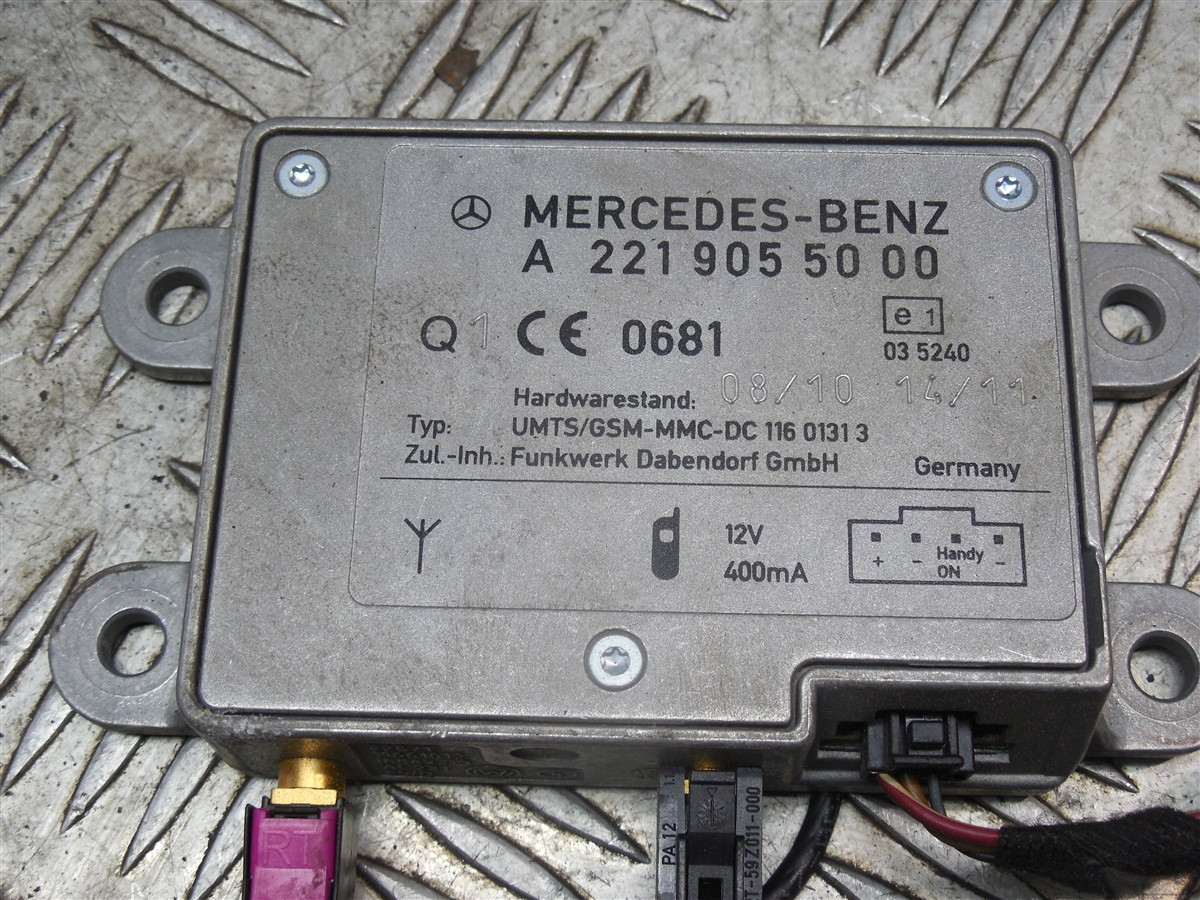 MERCEDES-BENZ
A 221 905 50 00
Q1 CE 0681
e 1
03 5240
Hardwarestand: 08/10 14/11
Typ: UMTS/GSM-MMC-DC 116 0131 3
Zul.-Inh.: Funkwerk Dabendorf GmbH Germany
12V
400mA
+ - Handy -
ON
RT
PA 12
T-59Z011-000